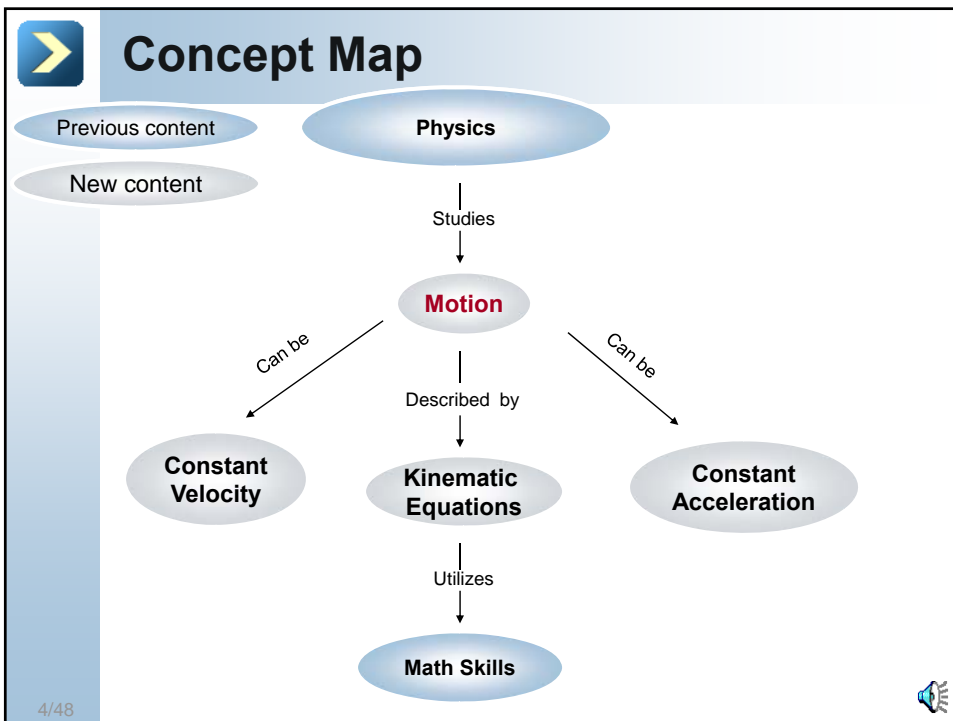 Concept Map
Previous content
Physics
New content
Studies
Motion
Can be
Can be
Described by
Constant
Velocity
Kinematic
Equations
Constant
Acceleration
Utilizes
Math Skills
4/48